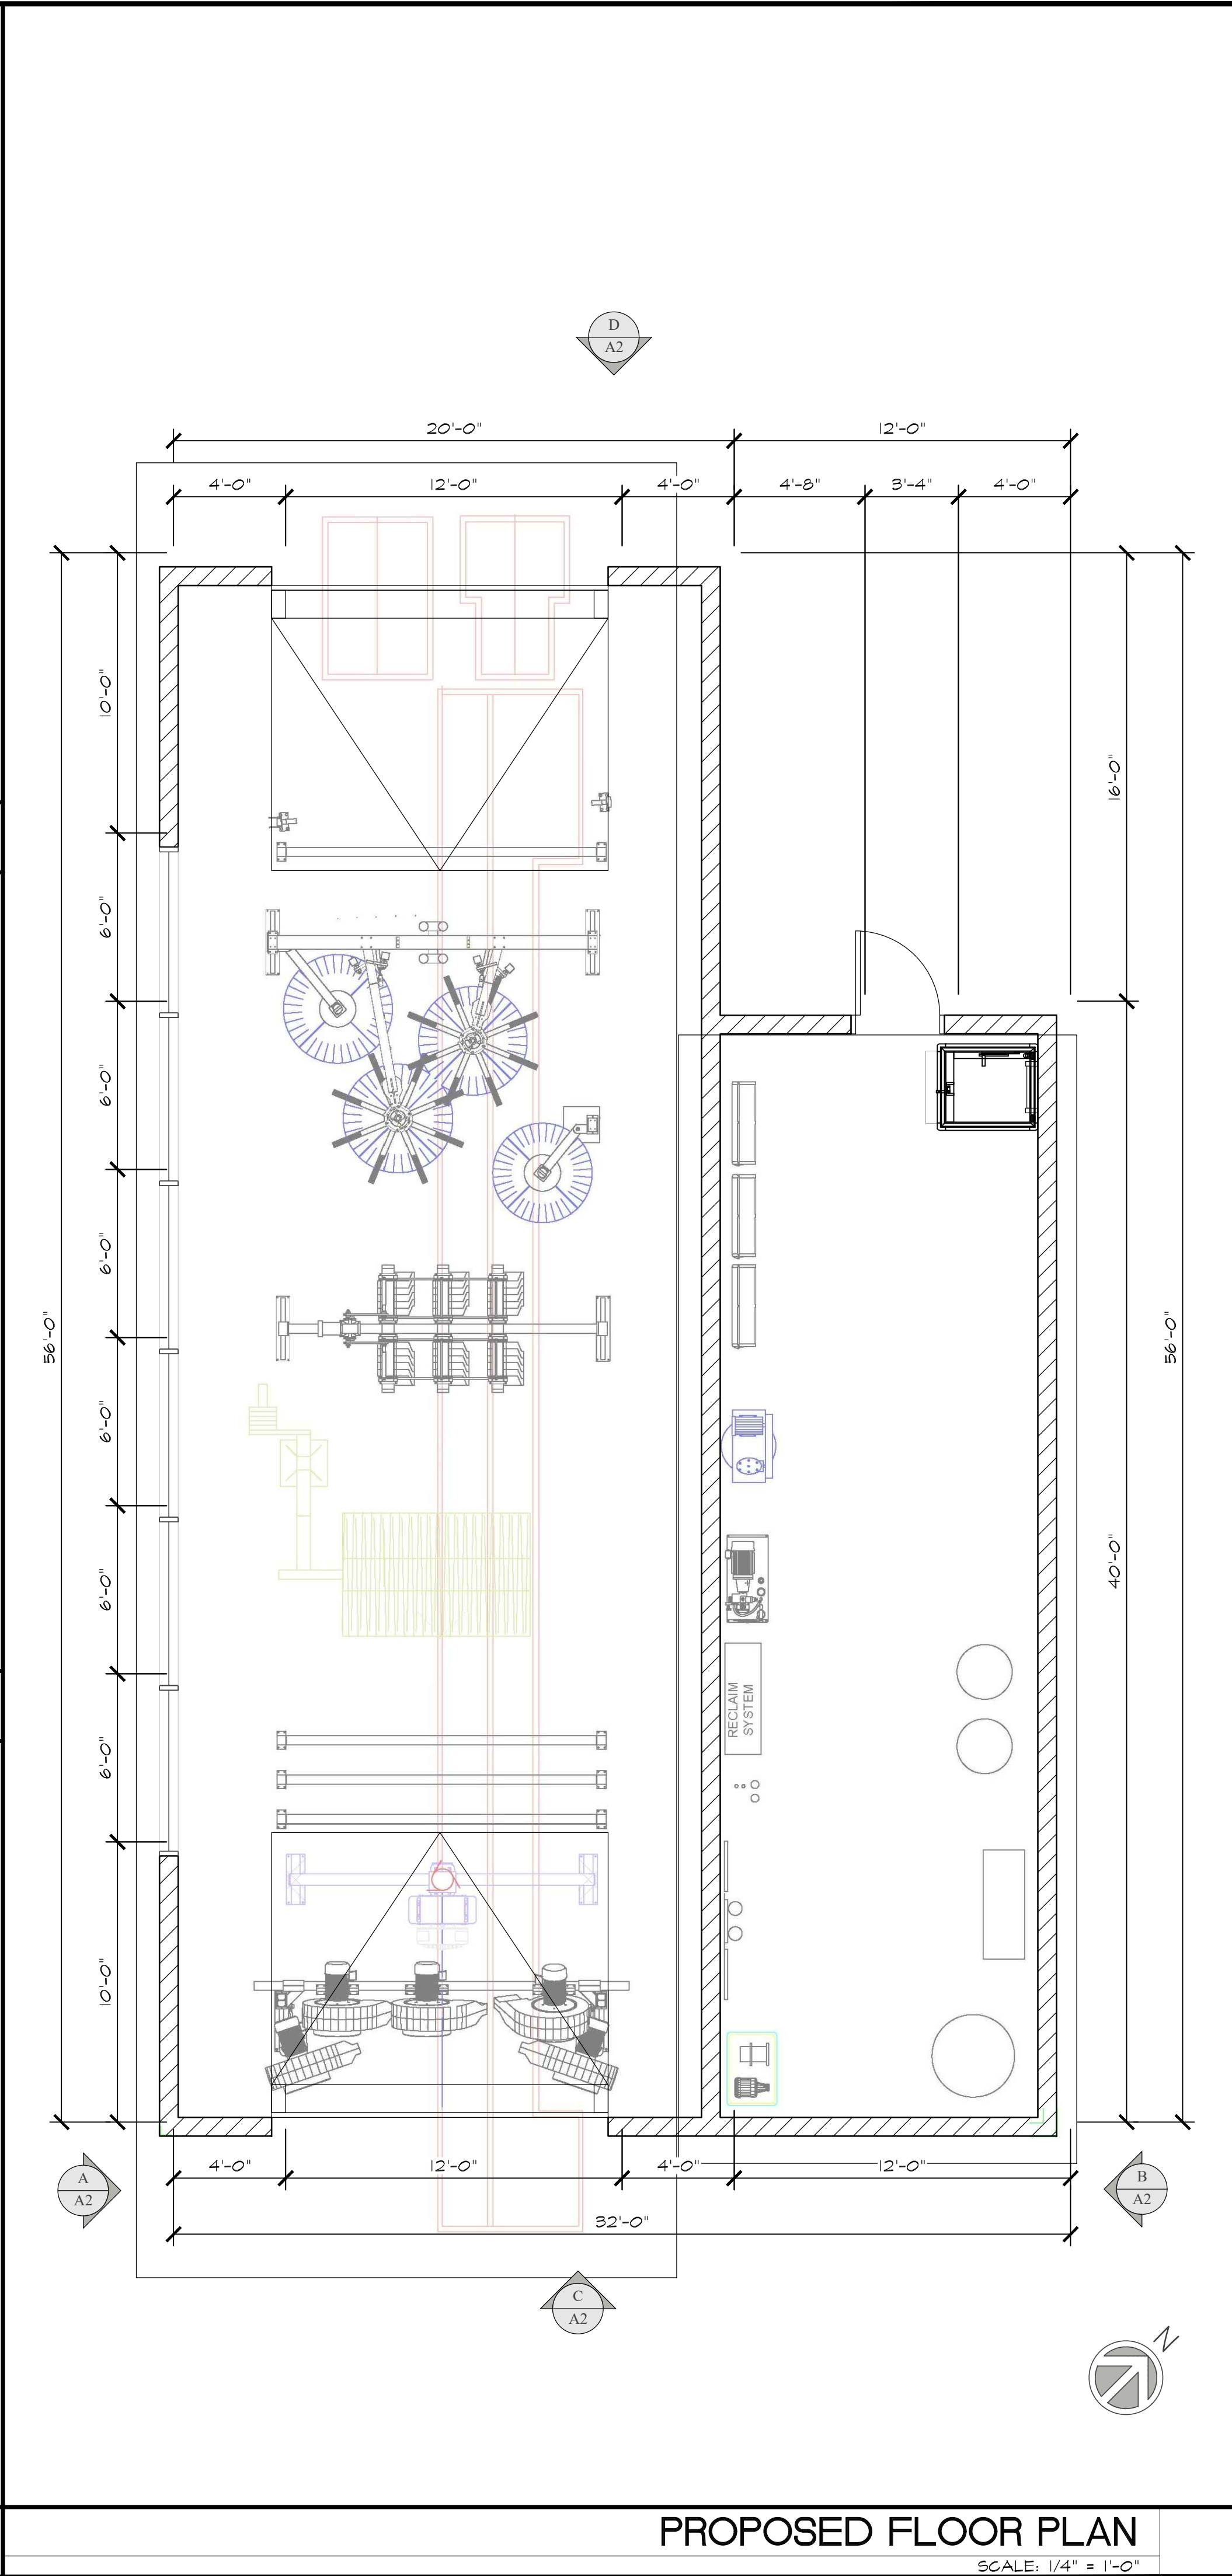 D
A2
20'-0"
12'-0"
4'-0"
12'-0"
4'-0"
4'-8"
3'-4"
4'-0"
10'-0"
16'-0"
6'-0"
6'-0"
6'-0"
56'-0"
56'-0"
6'-0"
6'-0"
40'-0"
RECLAIM
SYSTEM
6'-0"
10'-0"
4'-0"
12'-0"
4'-0"
12'-0"
A
A2
B
A2
32'-0"
C
A2
N
PROPOSED FLOOR PLAN
SCALE: 1/4" = 1'-0"